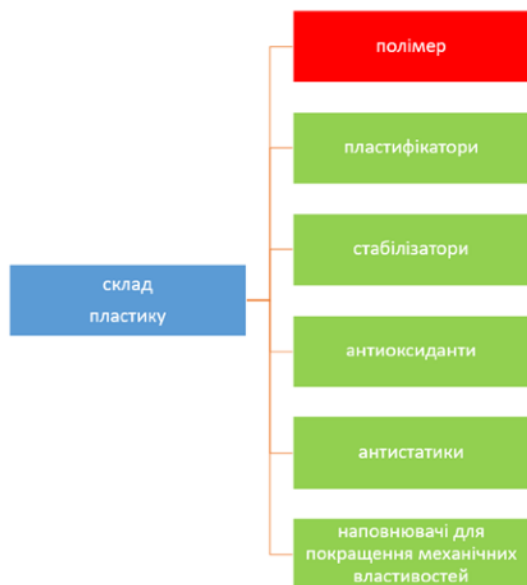 полімер
пластифікатори
стабілізатори
склад
пластику
антиоксиданти
антистатики
наповнювачі для
покращення механічних
властивостей